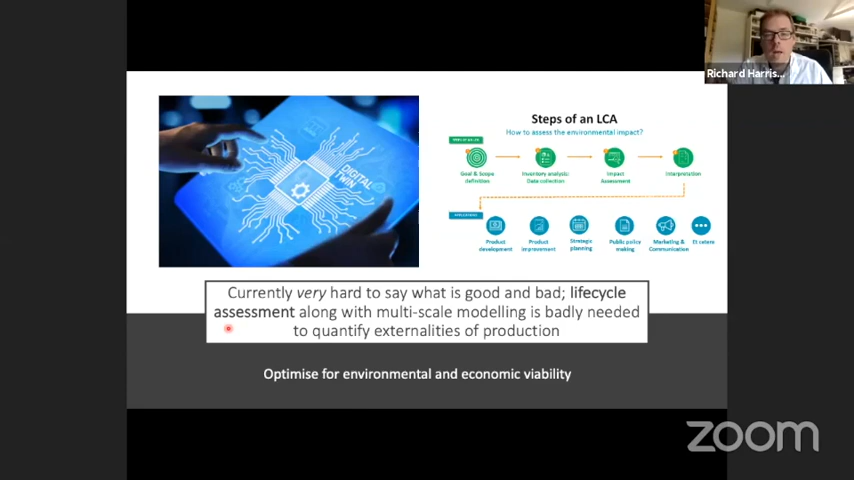 Richard Harris...
DIGITAL
TWIN
Steps of an LCA
How to assess the environmental impact?
Goal & Scope
definition
Inventory analysis:
Data collection
Impact
Assessment
Interpretation
Product
development
Product
improvement
Strategic
planning
Public policy
making
Marketing &
Communication
Et cetera
Currently very hard to say what is good and bad; lifecycle
assessment along with multi-scale modelling is badly needed
to quantify externalities of production
Optimise for environmental and economic viability
zoom